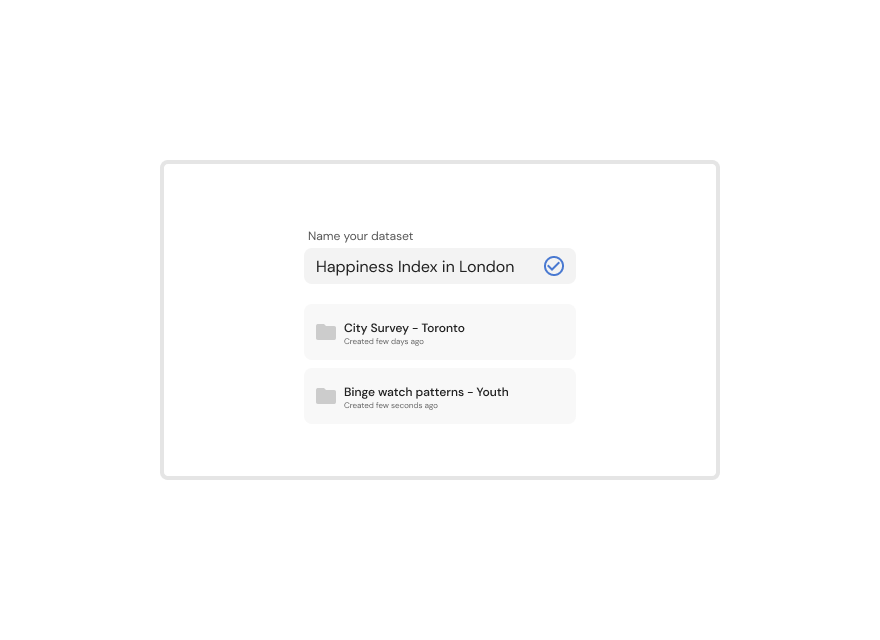 Name your dataset
Happiness Index in London
City Survey - Toronto
Created few days ago
Binge watch patterns - Youth
Created few seconds ago